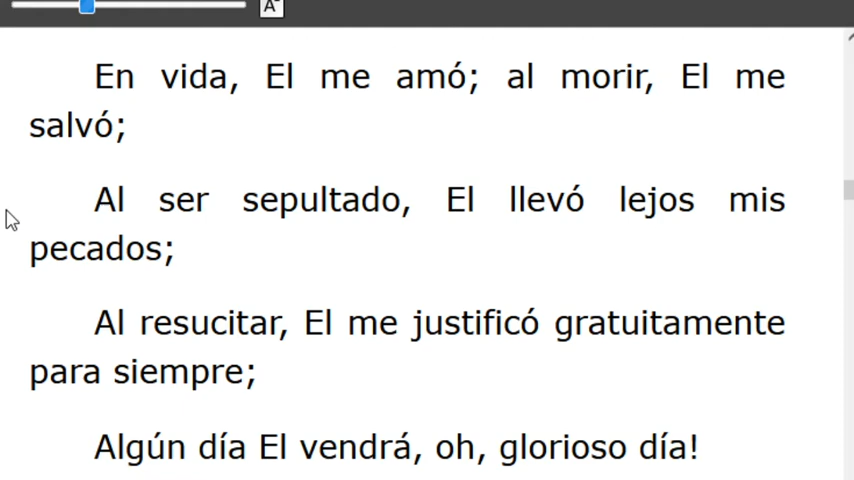 A
En vida, El me amó; al morir, El me
salvó;
Al ser sepultado, El llevó lejos mis
pecados;
Al resucitar, El me justificó gratuitamente
para siempre;
Algún día El vendrá, oh, glorioso día!